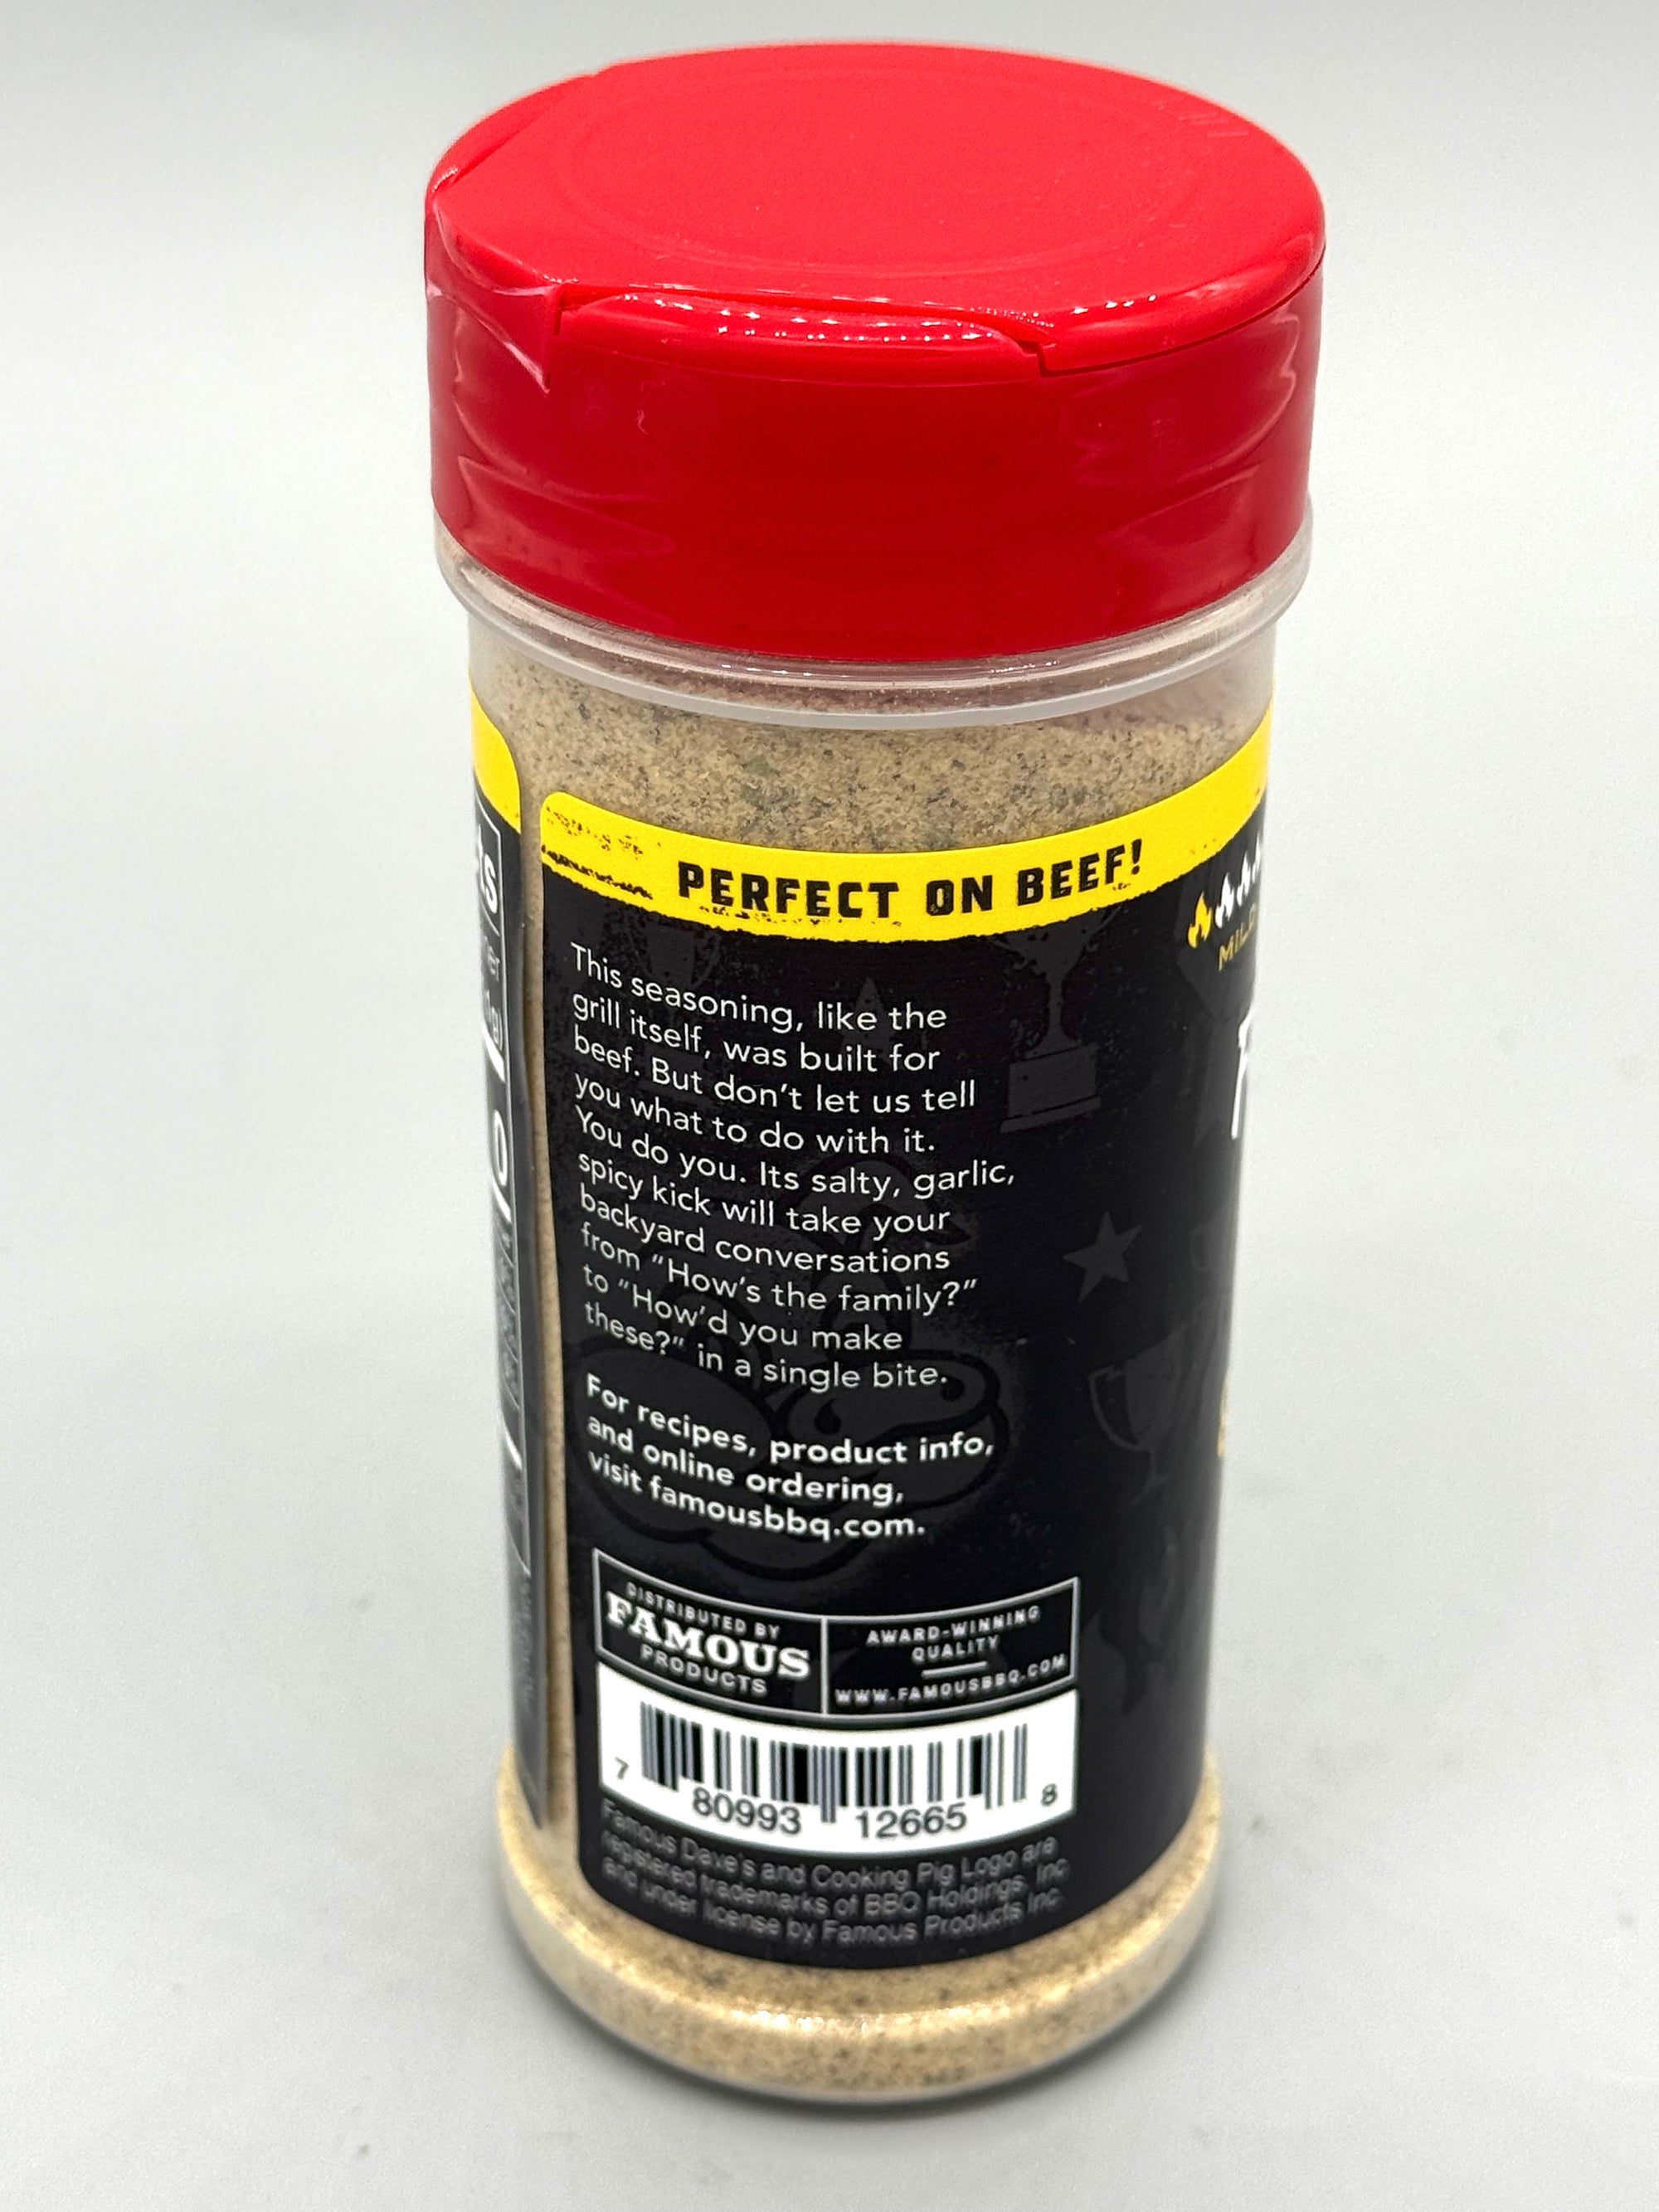 PERFECT ON BEEF!
MILD
This seasoning, like the
grill itself, was built for
beef. But don't let us tell
you what to do with it.
You do you. Its salty, garlic,
spicy kick will take your
backyard conversations
from “How's the family?”
to “How'd you make
these?” in a single bite.
For recipes, product info,
and online ordering,
visit famousbbq.com.
DISTRIBUTED BY
FAMOUS
PRODUCTS
AWARD-WINNING
QUALITY
WWW.FAMOUSBBQ.COM
7 80993 12665 8
Famous Dave's and Cooking Pig Logo are
registered trademarks of BBQ Holdings, Inc
and under license by Famous Products Inc.